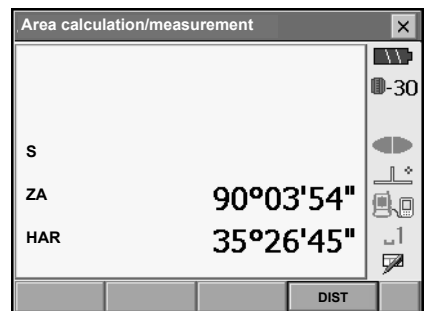 Area calculation/measurement
-30
S
ZA 90°03'54"
HAR 35°26'45"
1
DIST